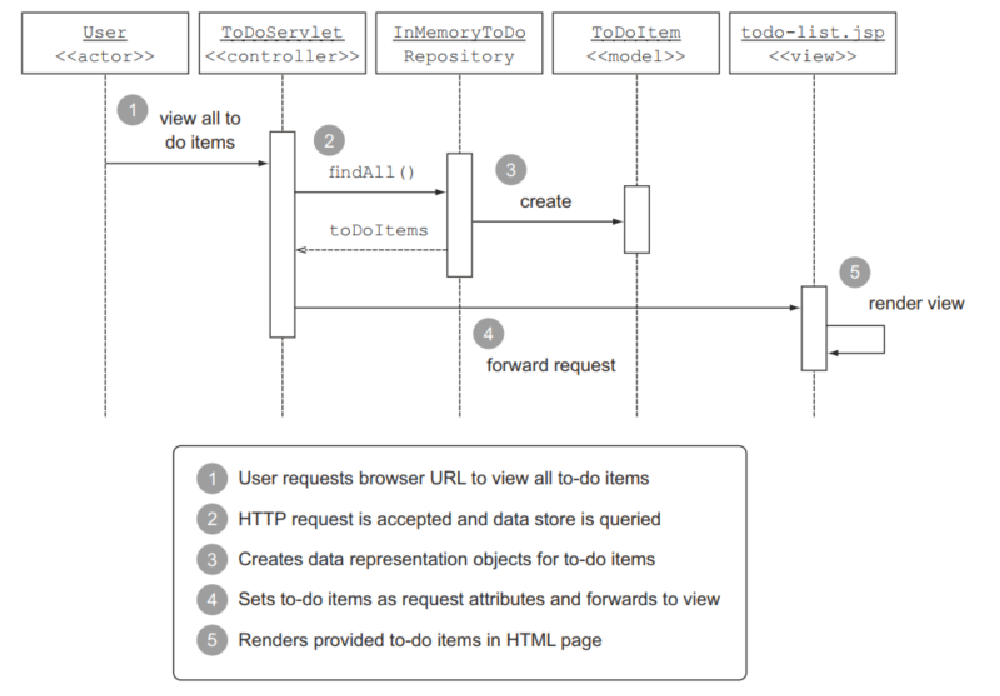 User
<<actor>>
ToDoServlet
<<controller>>
InMemoryToDo
Repository
ToDoItem
<<model>>
todo-list.jsp
<<view>>
1
view all to
do items
2
findAll()
3
create
toDoItems
5
render view
4
forward request
1 User requests browser URL to view all to-do items
2 HTTP request is accepted and data store is queried
3 Creates data representation objects for to-do items
4 Sets to-do items as request attributes and forwards to view
5 Renders provided to-do items in HTML page